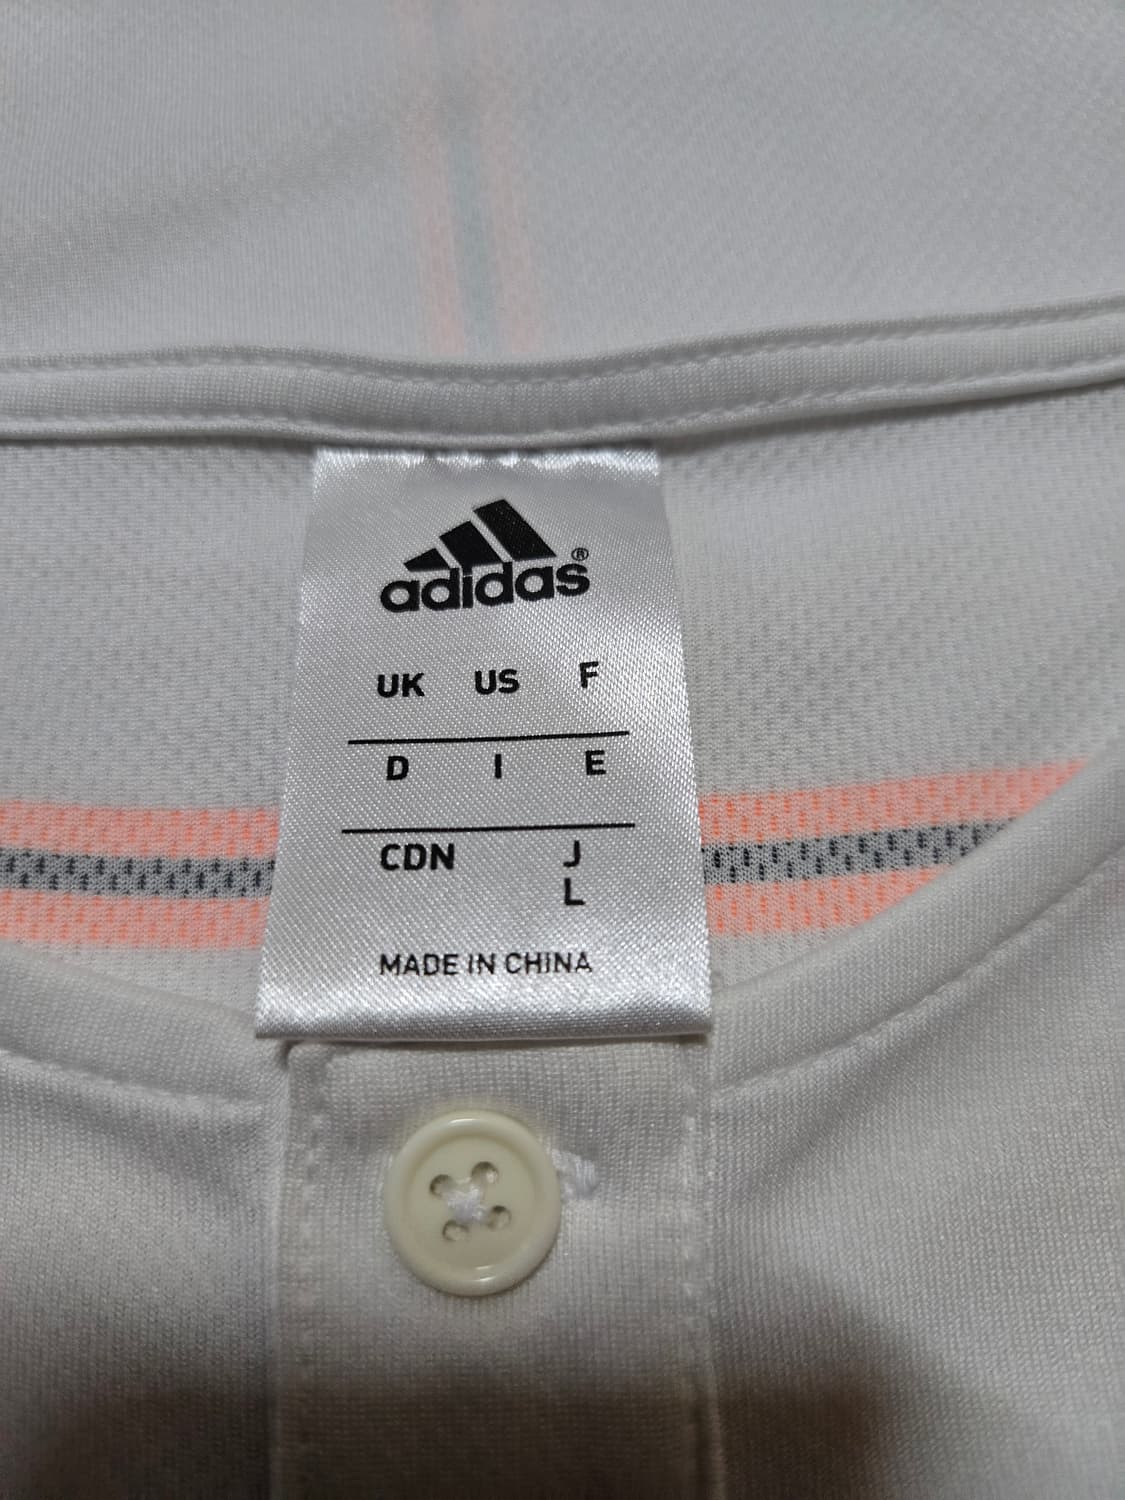 adidas®
UK US F
D I E
CDN J
L
MADE IN CHINA